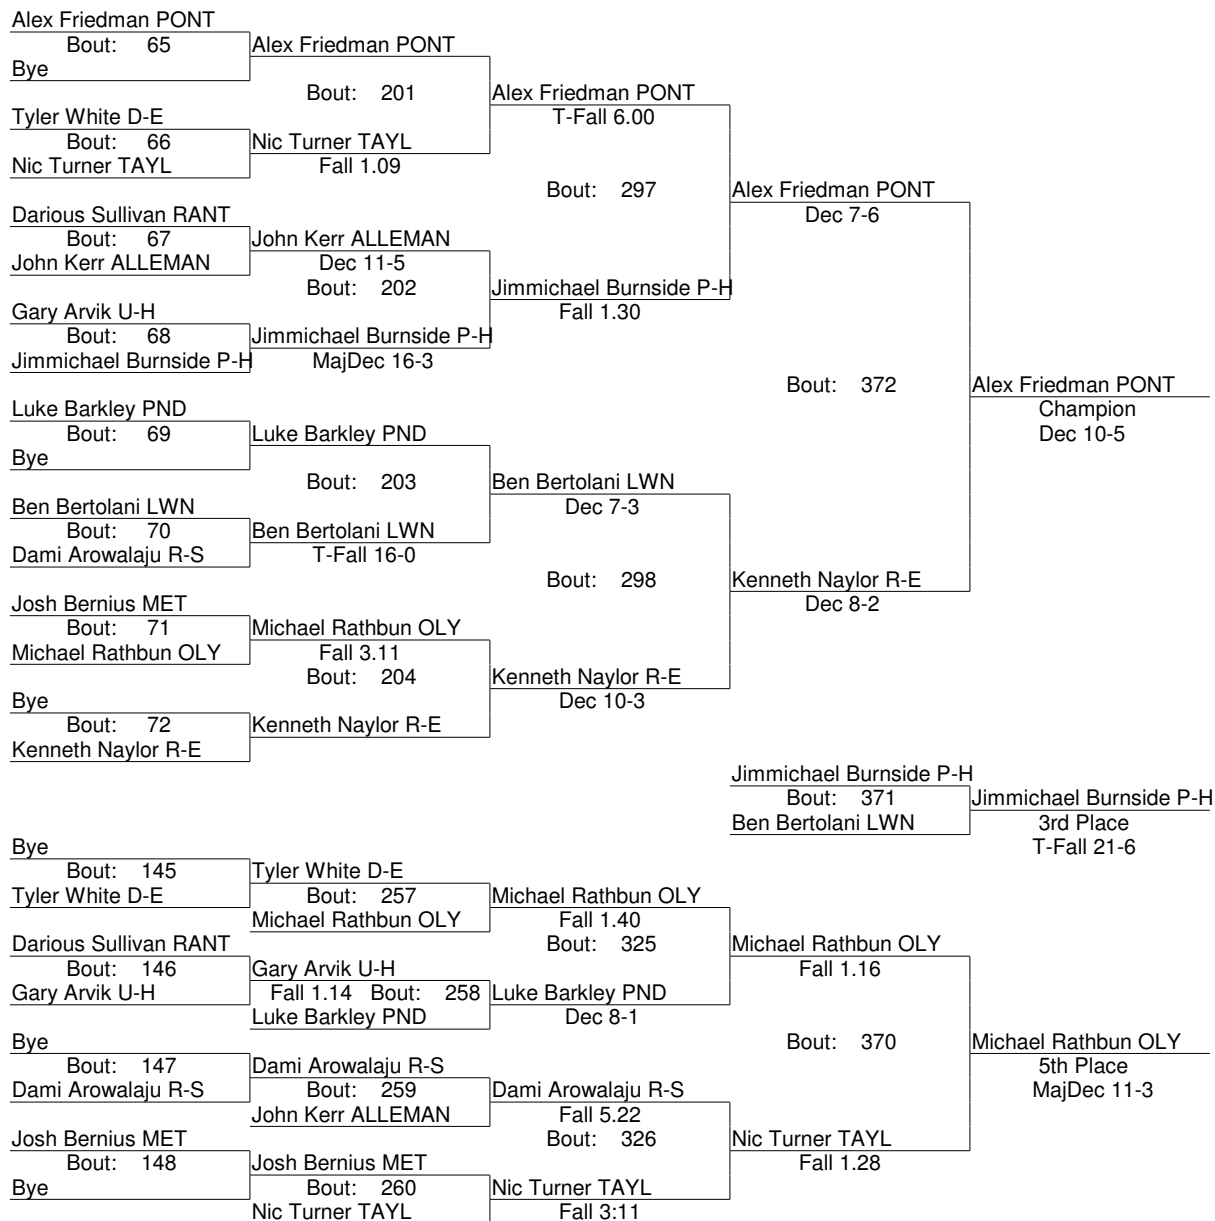 Alex Friedman PONT
Bout: 65 Alex Friedman PONT
Bye
Bout: 201 Alex Friedman PONT
Tyler White D-E T-Fall 6.00
Bout: 66 Nic Turner TAYL
Nic Turner TAYL Fall 1.09
Bout: 297 Alex Friedman PONT
Darious Sullivan RANT Dec 7-6
Bout: 67 John Kerr ALLEMAN
John Kerr ALLEMAN Dec 11-5
Bout: 202 Jimmichael Burnside P-H
Gary Arvik U-H Fall 1.30
Bout: 68 Jimmichael Burnside P-H
Jimmichael Burnside P-H MajDec 16-3
Bout: 372 Alex Friedman PONT
Luke Barkley PND Champion
Bout: 69 Luke Barkley PND Dec 10-5
Bye
Bout: 203 Ben Bertolani LWN
Ben Bertolani LWN Dec 7-3
Bout: 70 Ben Bertolani LWN
Dami Arowalaju R-S T-Fall 16-0
Bout: 298 Kenneth Naylor R-E
Josh Bernius MET Dec 8-2
Bout: 71 Michael Rathbun OLY
Michael Rathbun OLY Fall 3.11
Bout: 204 Kenneth Naylor R-E
Bye Dec 10-3
Bout: 72 Kenneth Naylor R-E
Kenneth Naylor R-E
Jimmichael Burnside P-H
Bout: 371 Jimmichael Burnside P-H
Ben Bertolani LWN 3rd Place
Bye T-Fall 21-6
Bout: 145 Tyler White D-E
Tyler White D-E Bout: 257 Michael Rathbun OLY
Michael Rathbun OLY Fall 1.40
Darious Sullivan RANT Bout: 325 Michael Rathbun OLY
Bout: 146 Gary Arvik U-H Fall 1.16
Gary Arvik U-H Fall 1.14 Bout: 258 Luke Barkley PND
Luke Barkley PND Dec 8-1
Bye Bout: 370 Michael Rathbun OLY
Bout: 147 Dami Arowalaju R-S 5th Place
Dami Arowalaju R-S Bout: 259 Dami Arowalaju R-S MajDec 11-3
John Kerr ALLEMAN Fall 5.22
Josh Bernius MET Bout: 326 Nic Turner TAYL
Bout: 148 Josh Bernius MET Fall 1.28
Bye Bout: 260 Nic Turner TAYL
Nic Turner TAYL Fall 3:11